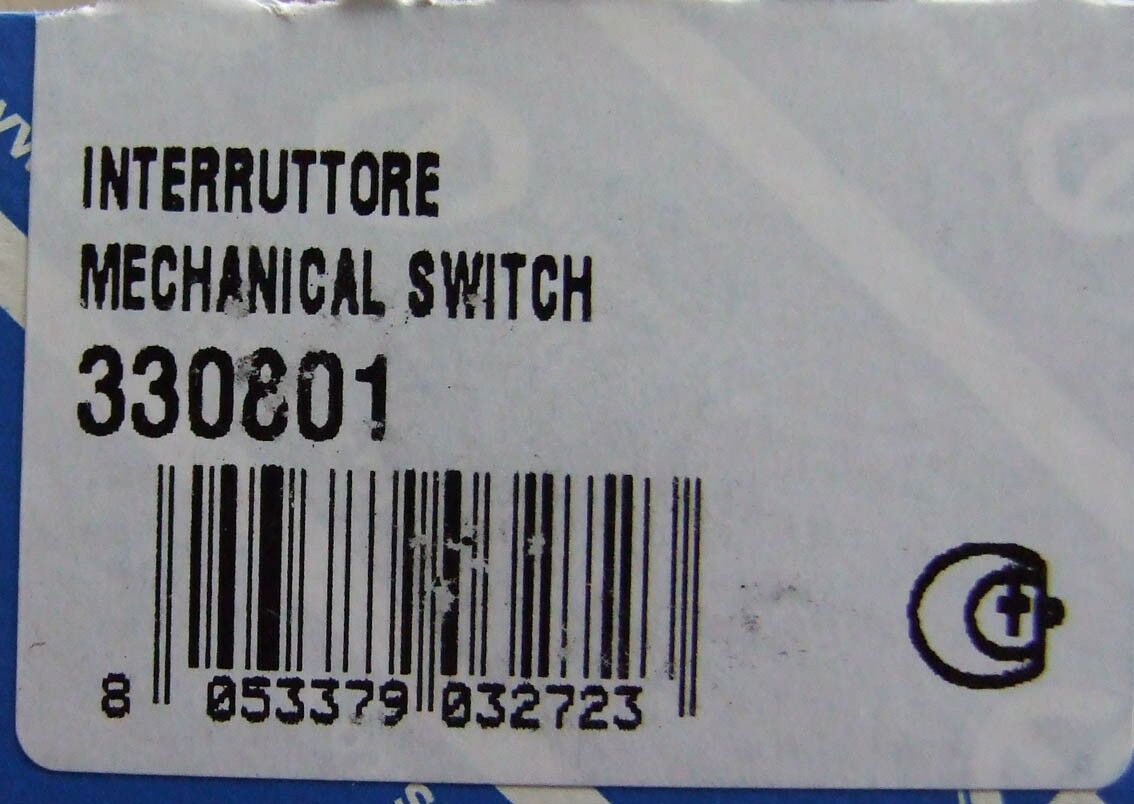 INTERRUTTORE
MECHANICAL SWITCH
330801
8 053379 032723